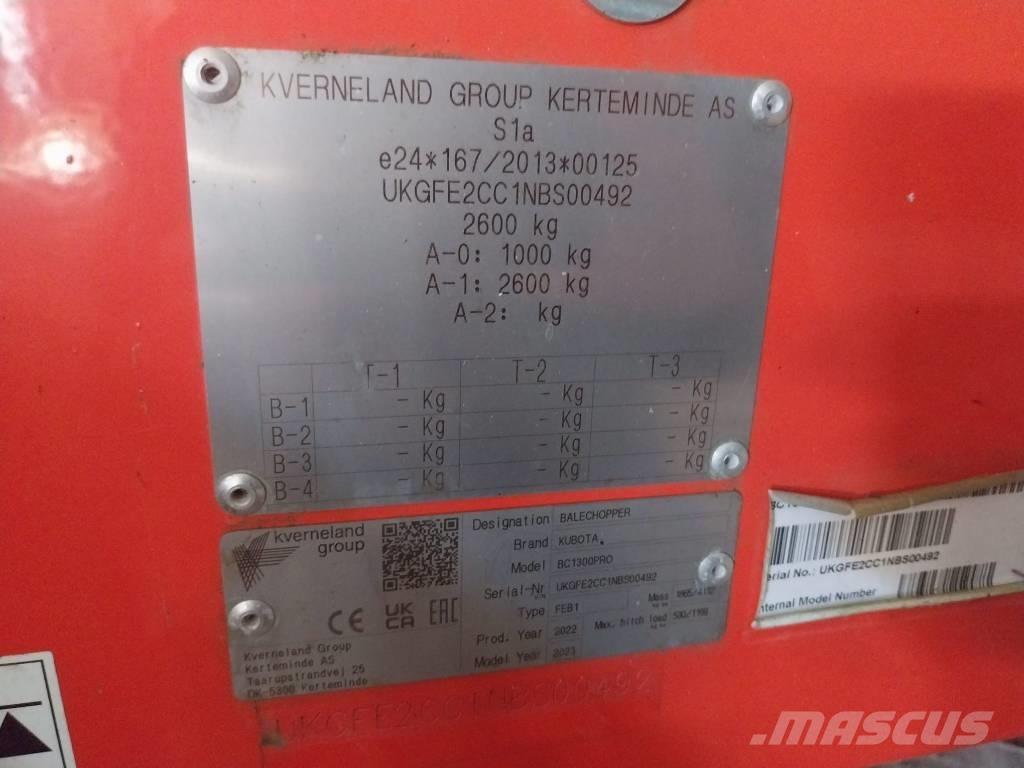 KVERNELAND GROUP KERTEMINDE AS
S1a
e24*167/2013*00125
UKGFE2CC1NBS00492
2600 kg
A-0: 1000 kg
A-1: 2600 kg
A-2: kg
T-1 T-2 T-3
B-1 - Kg - Kg - Kg
B-2 - Kg - Kg - Kg
B-3 - Kg - Kg - Kg
B-4 - Kg - Kg - Kg
kverneland
group
CE UK CA EAC
Kverneland Group
Kerteminde AS
Taarupstrandvej 25
DK-5300 Kerteminde
Designation BALECHOPPER
Brand KUBOTA
Model BC1300PRO
Serial-Nr UKGFE2CC1NBS00492
Type FEB1 Mass
Prod. Year 2022 Max. hitch load
Model Year 2023
erial No.: UKGFE2CC1NBS00492
nternal Model Number
UKGFE2CC1NBS00492
MASCUS